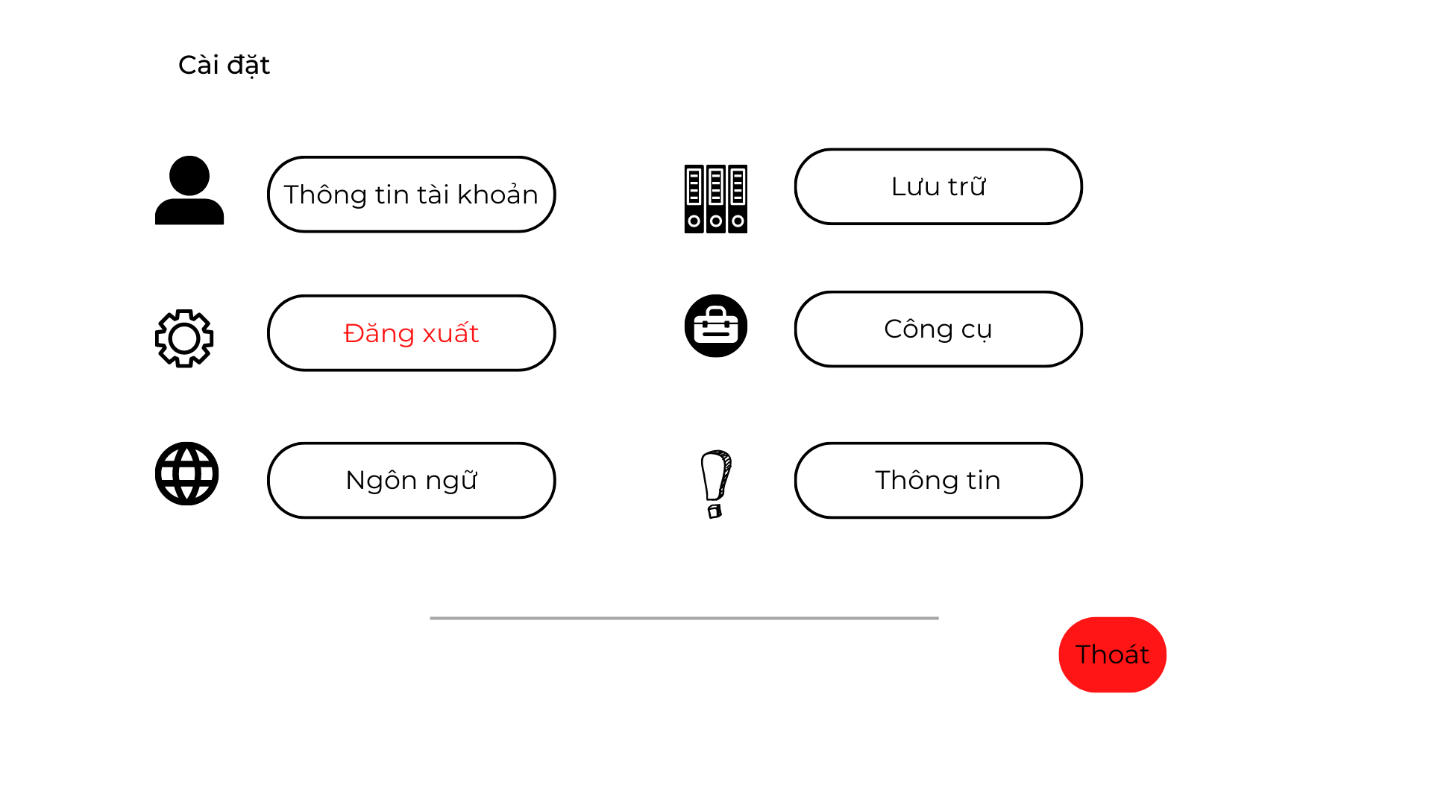 Cài đặt
Thông tin tài khoản
Lưu trữ
Đăng xuất
Công cụ
Ngôn ngữ
Thông tin
Thoát